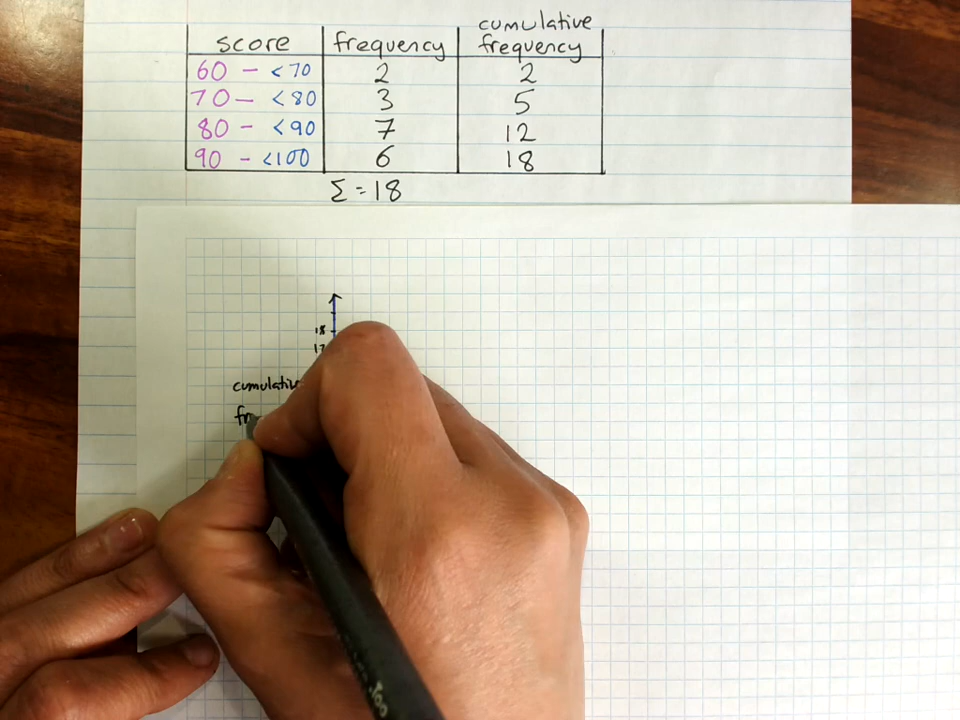 cumulative
score frequency frequency
60 - <70 2 2
70 - <80 3 5
80 - <90 7 12
90 - <100 6 18
Σ = 18
18
17
cumulativ
fr